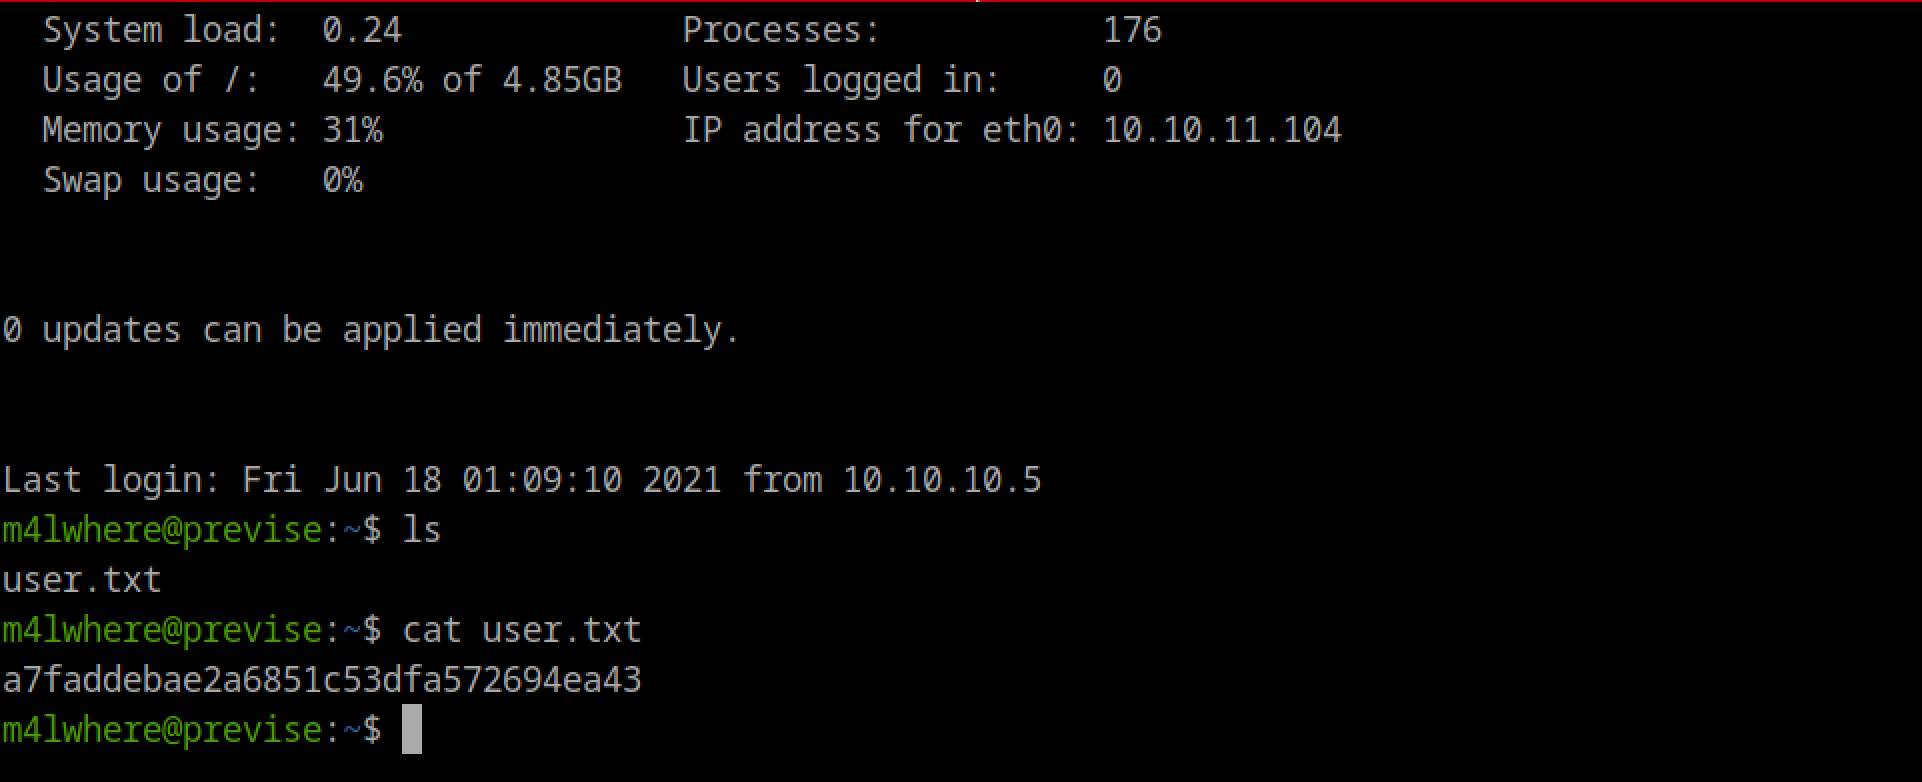 System load:  0.24              Processes:           176
Usage of /:   49.6% of 4.85GB   Users logged in:     0
Memory usage: 31%               IP address for eth0: 10.10.11.104
Swap usage:   0%
0 updates can be applied immediately.
Last login: Fri Jun 18 01:09:10 2021 from 10.10.10.5
m4lwhere@previse:~$ ls
user.txt
m4lwhere@previse:~$ cat user.txt
a7faddebae2a6851c53dfa572694ea43
m4lwhere@previse:~$